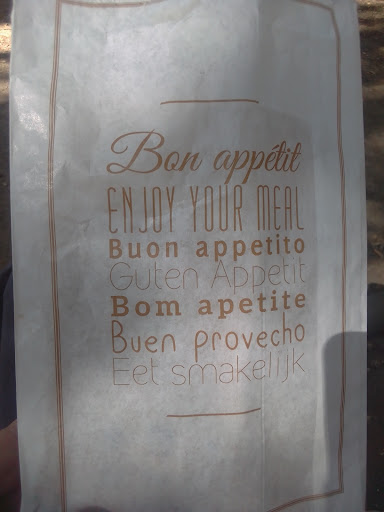 Bon appétit
ENJOY YOUR MEAL
Buon appetito
Guten Appetit
Bom apetite
Buen provecho
Eet smakelijk